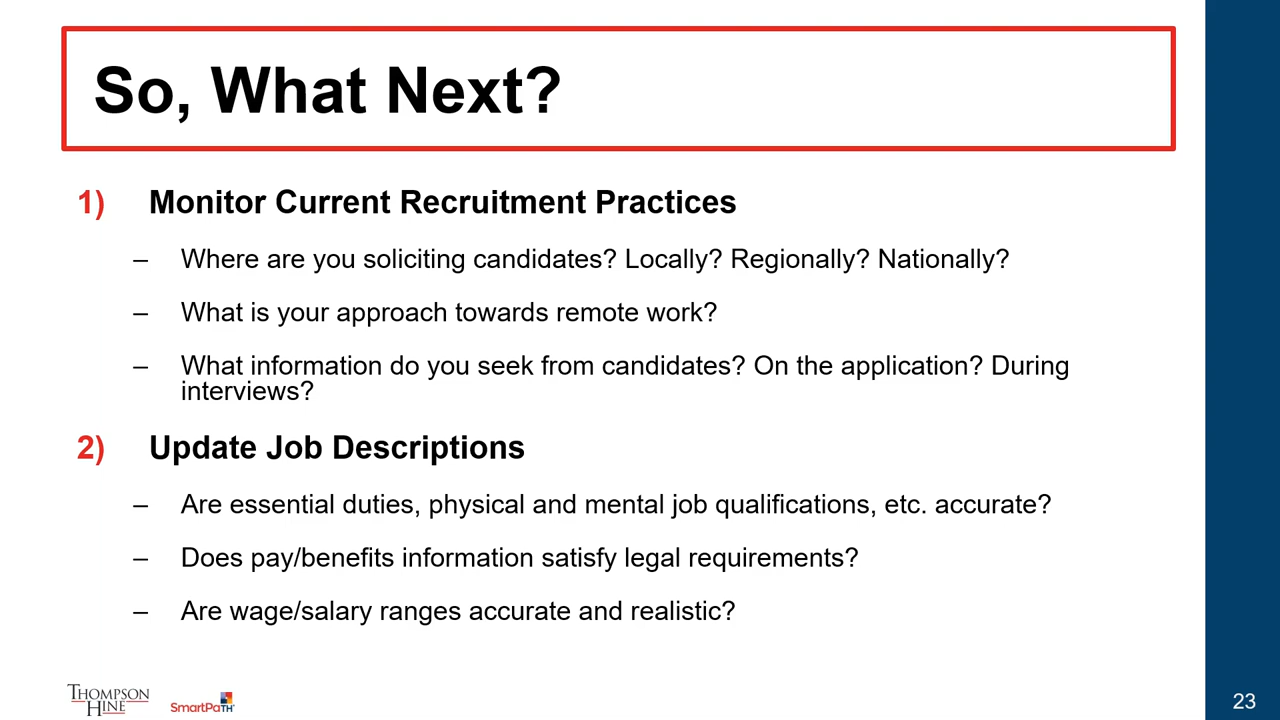 So, What Next?
1) Monitor Current Recruitment Practices
– Where are you soliciting candidates? Locally? Regionally? Nationally?
– What is your approach towards remote work?
– What information do you seek from candidates? On the application? During
interviews?
2) Update Job Descriptions
– Are essential duties, physical and mental job qualifications, etc. accurate?
– Does pay/benefits information satisfy legal requirements?
– Are wage/salary ranges accurate and realistic?
THOMPSON
HINE
SmartPaTH
23